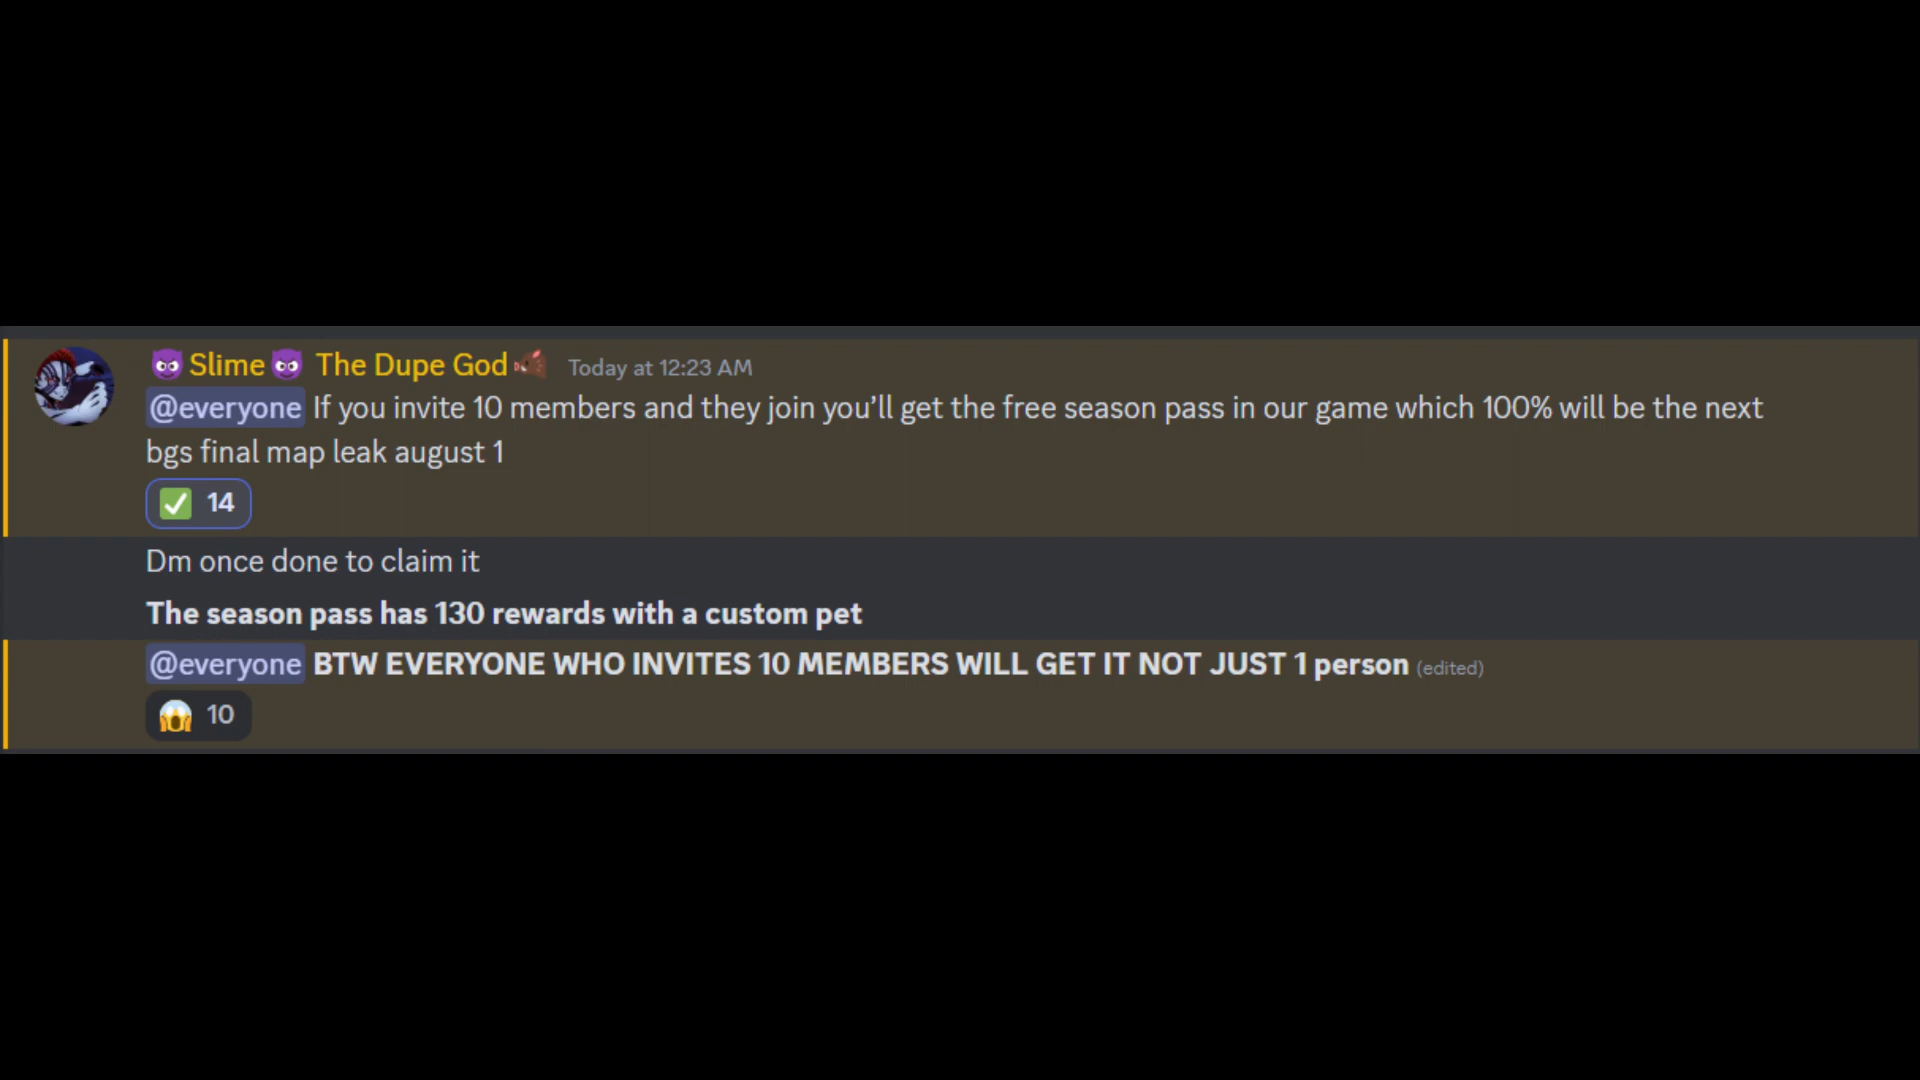 😈Slime😈 The Dupe God🐗 Today at 12:23 AM
@everyone If you invite 10 members and they join you’ll get the free season pass in our game which 100% will be the next
bgs final map leak august 1
✅ 14
Dm once done to claim it
The season pass has 130 rewards with a custom pet
@everyone BTW EVERYONE WHO INVITES 10 MEMBERS WILL GET IT NOT JUST 1 person (edited)
😱 10